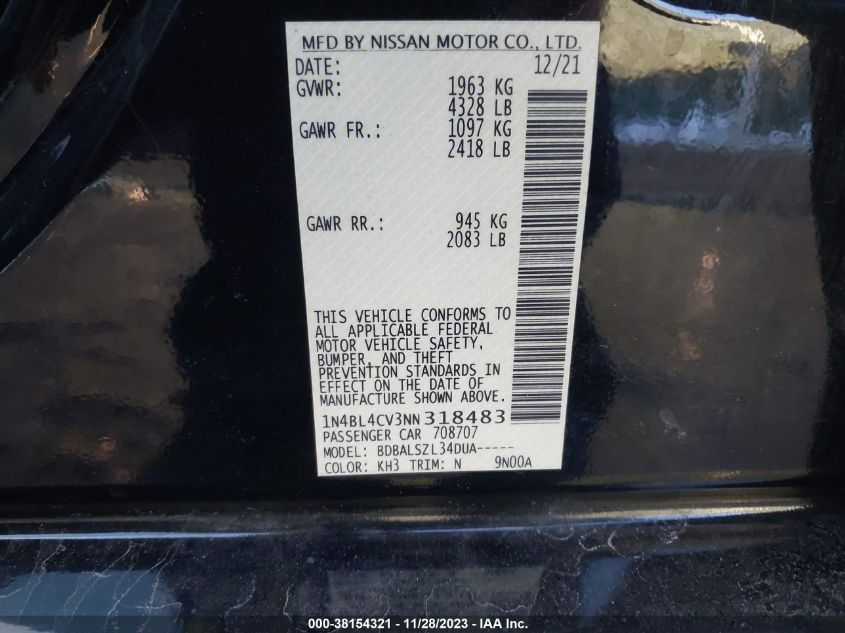 MFD BY NISSAN MOTOR CO., LTD.
DATE: 12/21
GVWR: 1963 KG
4328 LB
GAWR FR.: 1097 KG
2418 LB
GAWR RR.: 945 KG
2083 LB
THIS VEHICLE CONFORMS TO
ALL APPLICABLE FEDERAL
MOTOR VEHICLE SAFETY,
BUMPER, AND THEFT
PREVENTION STANDARDS IN
EFFECT ON THE DATE OF
MANUFACTURE SHOWN ABOVE.
1N4BL4CV3NN318483
PASSENGER CAR 708707
MODEL: BDBALSZL34DUA-----
COLOR: KH3 TRIM: N 9N00A
000-38154321 - 11/28/2023 - IAA Inc.